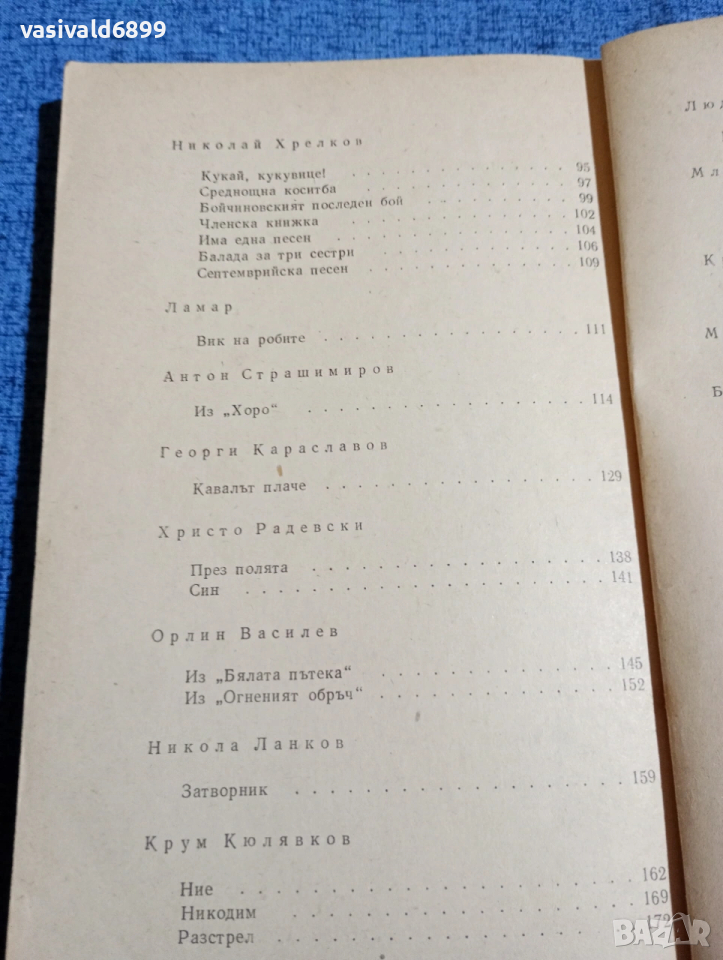 vasivald6899
Николай Хрелков
Кукай, кукувице! 95
Среднощна коситба 97
Бойчиновският последен бой 99
Членска книжка 102
Има една песен 104
Балада за три сестри 106
Септемврийска песен 109
Ламар
Вик на робите 111
Антон Страшимиров
Из „Хоро“ 114
Георги Караславов
Кавалът плаче 129
Христо Радевски
През полята 138
Син 141
Орлин Василев
Из „Бялата пътека“ 145
Из „Огненият обръч“ 152
Никола Ланков
Затворник 159
Крум Кюлявков
Ние 162
Никодим 169
Разстрел 172
BAZAR